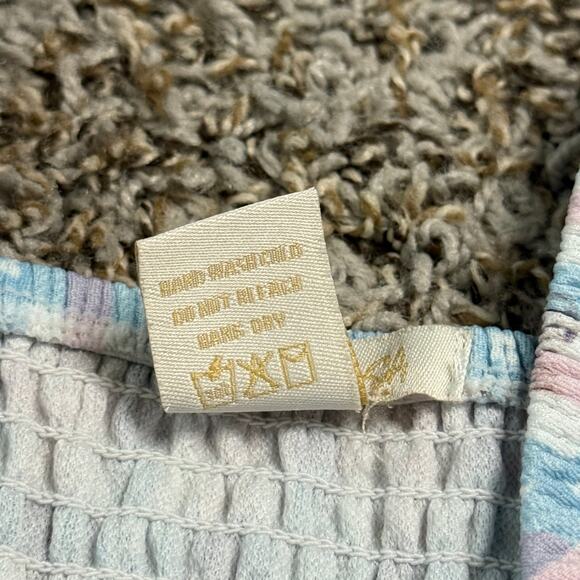 HAND WASH COLD
DO NOT BLEACH
HANG DRY